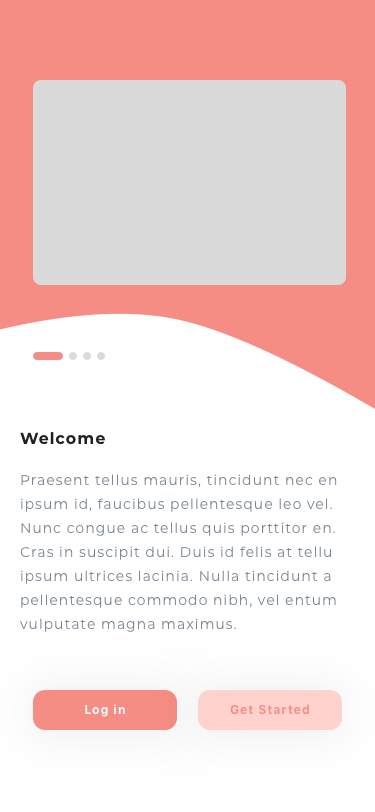 Welcome
Praesent tellus mauris, tincidunt nec en
ipsum id, faucibus pellentesque leo vel.
Nunc congue ac tellus quis porttitor en.
Cras in suscipit dui. Duis id felis at tellu
ipsum ultrices lacinia. Nulla tincidunt a
pellentesque commodo nibh, vel entum
vulputate magna maximus.
Log in
Get Started